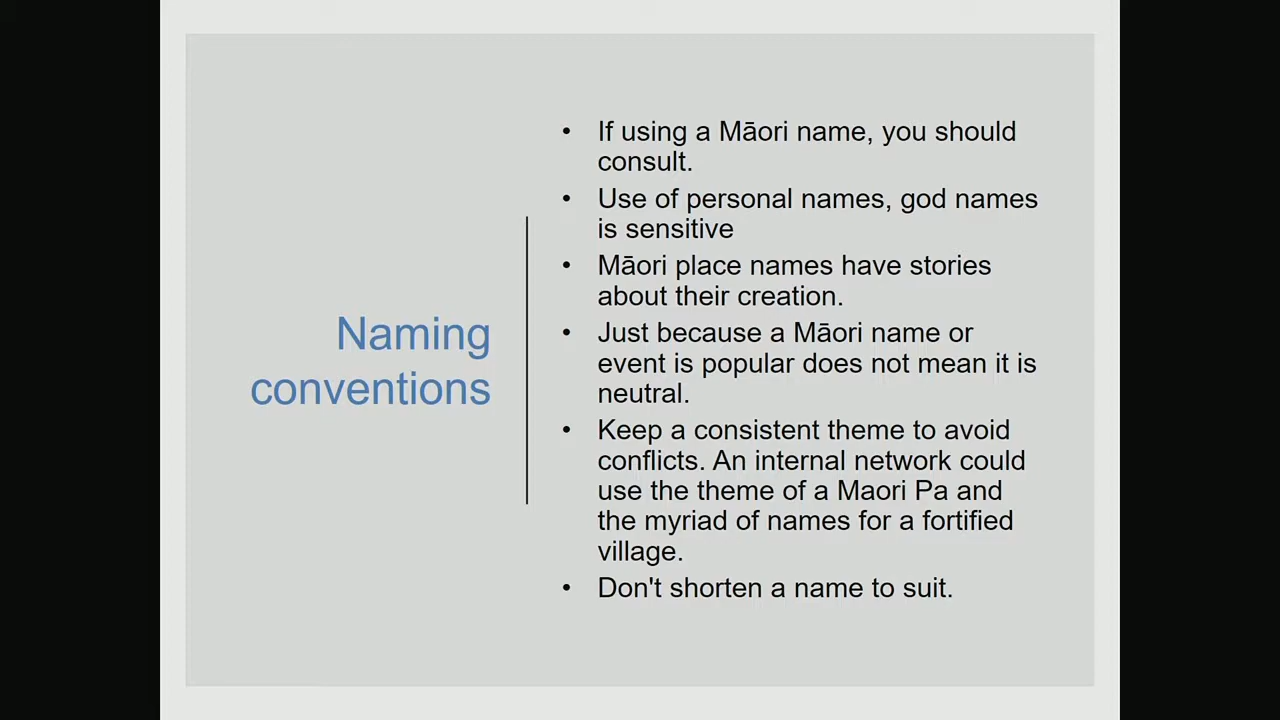 Naming
conventions
• If using a Māori name, you should
consult.
• Use of personal names, god names
is sensitive
• Māori place names have stories
about their creation.
• Just because a Māori name or
event is popular does not mean it is
neutral.
• Keep a consistent theme to avoid
conflicts. An internal network could
use the theme of a Maori Pa and
the myriad of names for a fortified
village.
• Don't shorten a name to suit.